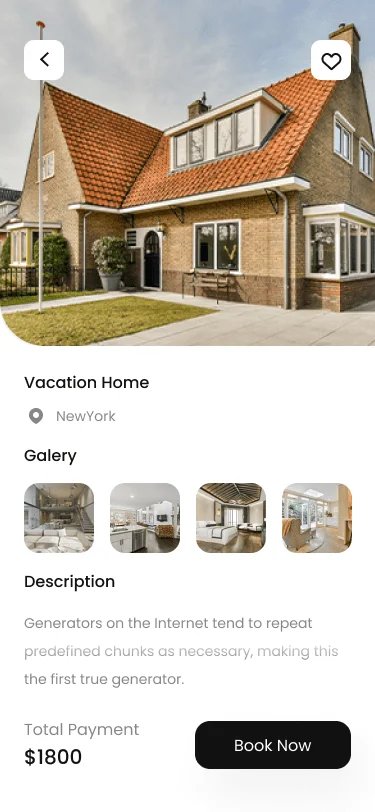 Vacation Home
NewYork
Galery
Description
Generators on the Internet tend to repeat
predefined chunks as necessary, making this
the first true generator.
Total Payment
$1800
Book Now